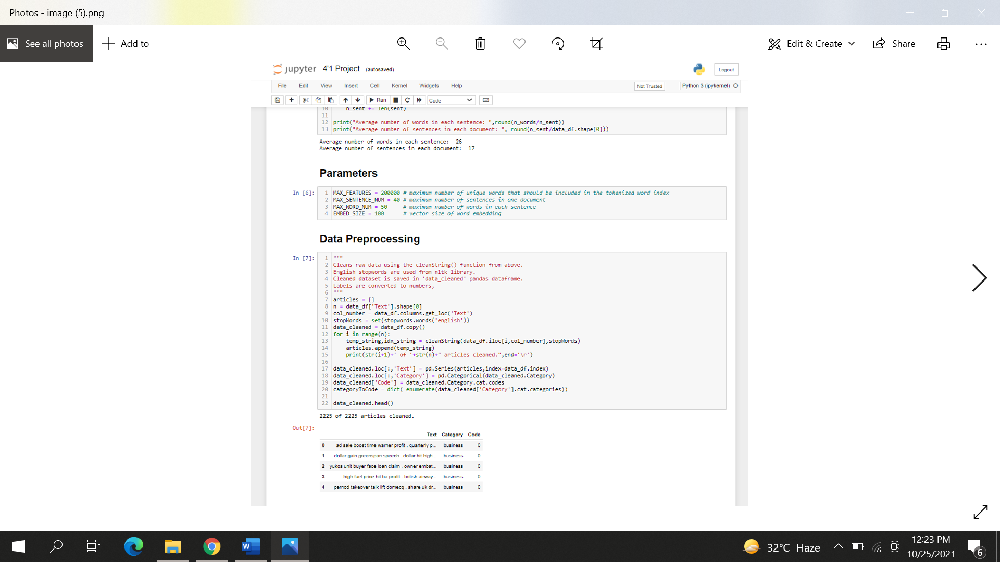 Photos - image (5).png
See all photos
Add to
Edit & Create
Share
jupyter 4'1 Project (autosaved)
Logout
File Edit View Insert Cell Kernel Widgets Help
Not Trusted
Python 3 (ipykernel)
Run
Code
10     n_sent += len(sent)
11
12 print("Average number of words in each sentence: ",round(n_words/n_sent))
13 print("Average number of sentences in each document: ", round(n_sent/data_df.shape[0]))
Average number of words in each sentence:  26
Average number of sentences in each document:  17
Parameters
In [6]:
1 MAX_FEATURES = 200000 # maximum number of unique words that should be included in the tokenized word index
2 MAX_SENTENCE_NUM = 40 # maximum number of sentences in one document
3 MAX_WORD_NUM = 50     # maximum number of words in each sentence
4 EMBED_SIZE = 100      # vector size of word embedding
Data Preprocessing
In [7]:
1 """
2 Cleans raw data using the cleanString() function from above.
3 English stopwords are used from nltk library.
4 Cleaned dataset is saved in 'data_cleaned' pandas dataframe.
5 Labels are converted to numbers,
6 """
7 articles = []
8 n = data_df['Text'].shape[0]
9 col_number = data_df.columns.get_loc('Text')
10 stopWords = set(stopwords.words('english'))
11 data_cleaned = data_df.copy()
12 for i in range(n):
13     temp_string,idx_string = cleanString(data_df.iloc[i,col_number],stopWords)
14     articles.append(temp_string)
15     print(str(i+1)+' of '+str(n)+" articles cleaned.",end='\r')
16
17 data_cleaned.loc[:,'Text'] = pd.Series(articles,index=data_df.index)
18 data_cleaned.loc[:,'Category'] = pd.Categorical(data_cleaned.Category)
19 data_cleaned['Code'] = data_cleaned.Category.cat.codes
20 categoryToCode = dict( enumerate(data_cleaned['Category'].cat.categories))
21
22 data_cleaned.head()
2225 of 2225 articles cleaned.
Out[7]:
Text Category Code
0 ad sale boost time warner profit . quarterly p... business 0
1 dollar gain greenspan speech . dollar hit high... business 0
2 yukos unit buyer face loan claim . owner embat... business 0
3 high fuel price hit ba profit . british airway... business 0
4 pernod takeover talk lift domecq . share uk dr... business 0
W
32°C Haze
12:23 PM
10/25/2021
6